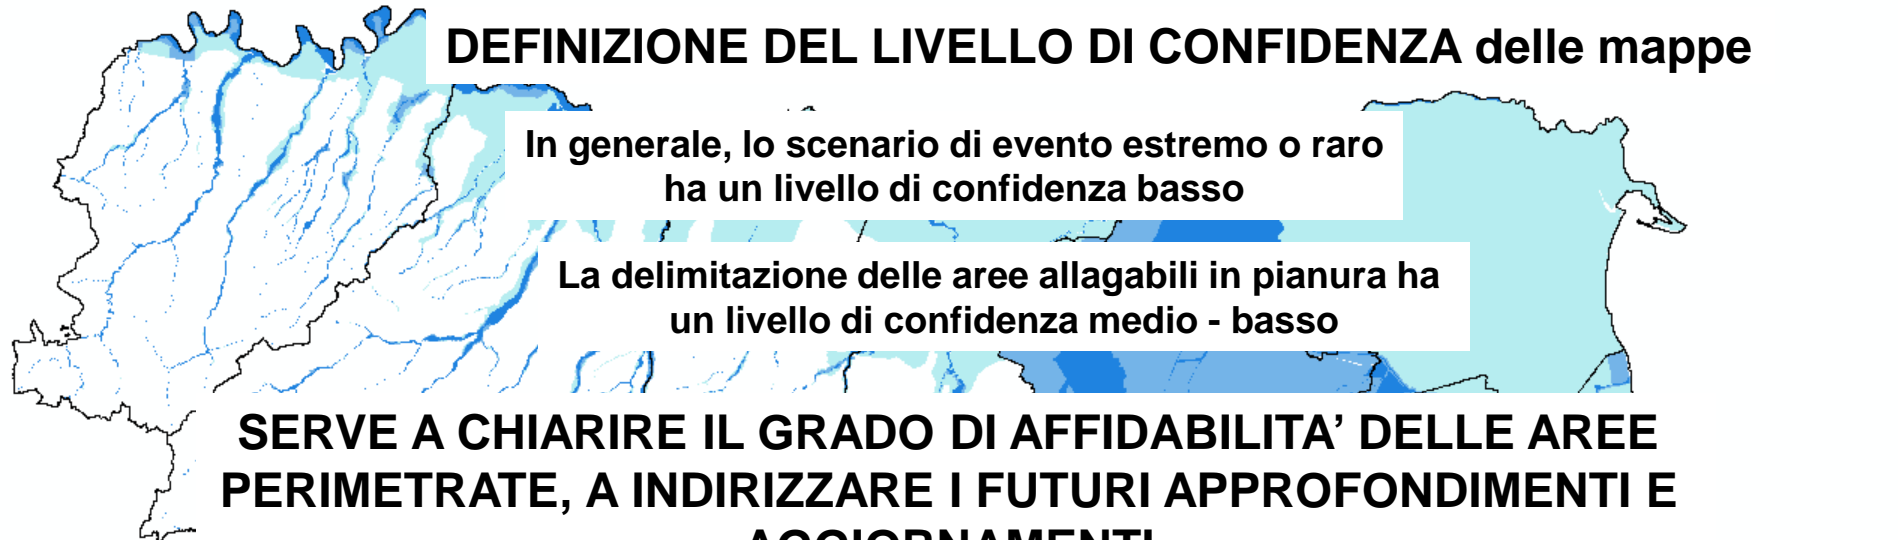 DEFINIZIONE DEL LIVELLO DI CONFIDENZA delle mappe
In generale, lo scenario di evento estremo o raro
ha un livello di confidenza basso
La delimitazione delle aree allagabili in pianura ha
un livello di confidenza medio - basso
SERVE A CHIARIRE IL GRADO DI AFFIDABILITA’ DELLE AREE
PERIMETRATE, A INDIRIZZARE I FUTURI APPROFONDIMENTI E
AGGIORNAMENTI